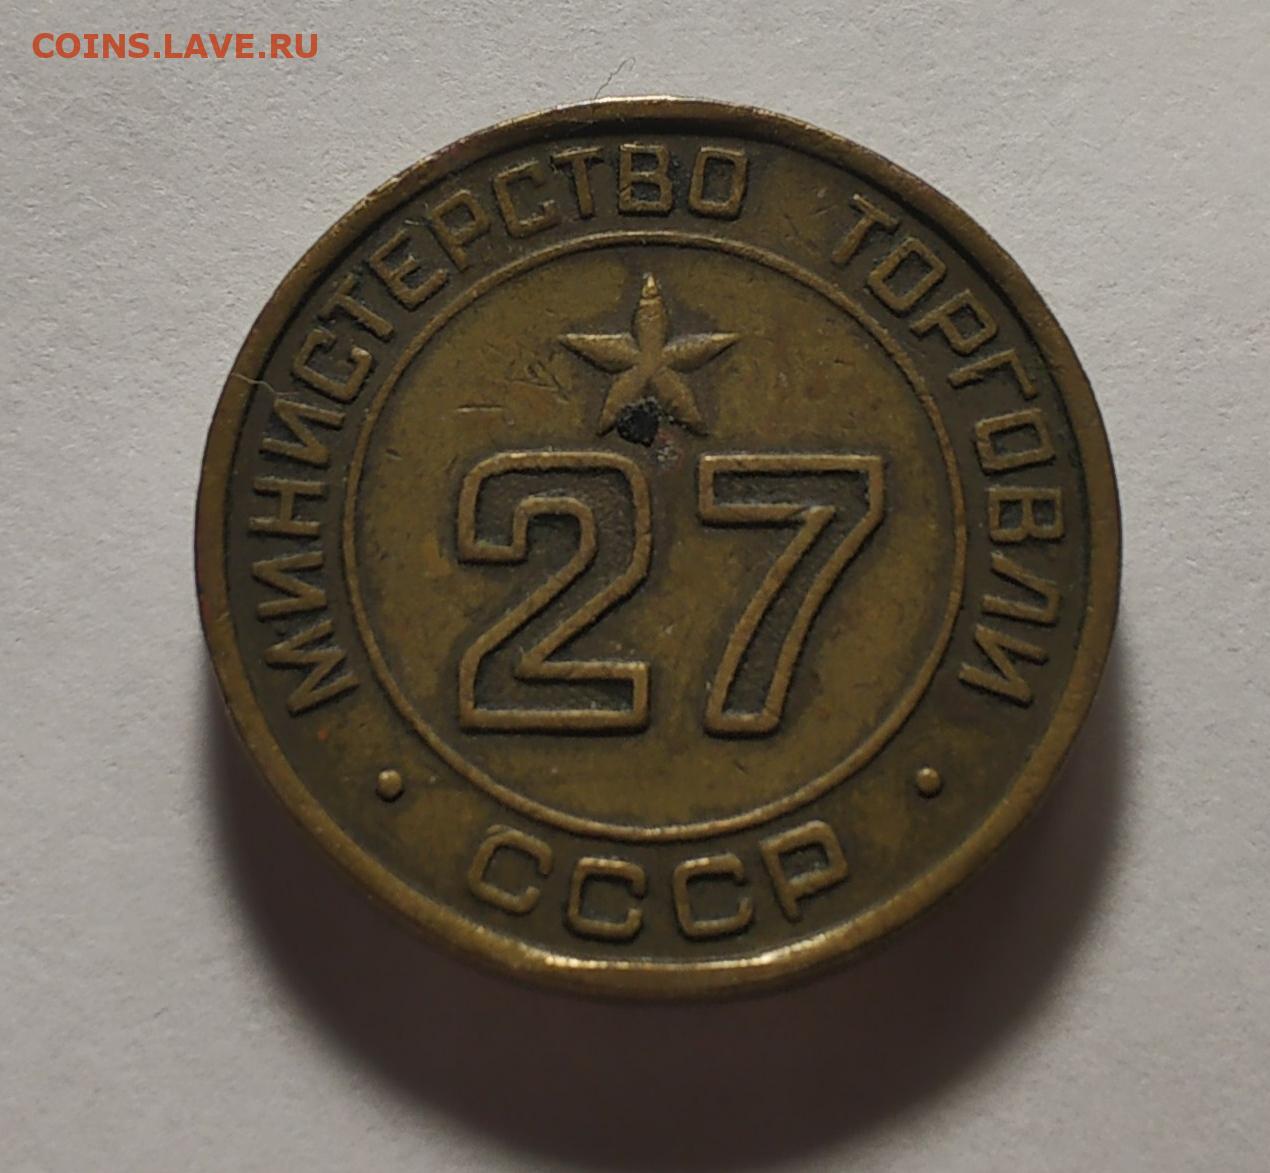 COINS.LAVE.RU
МИНИСТЕРСТВО ТОРГОВЛИ
27
· СССР ·